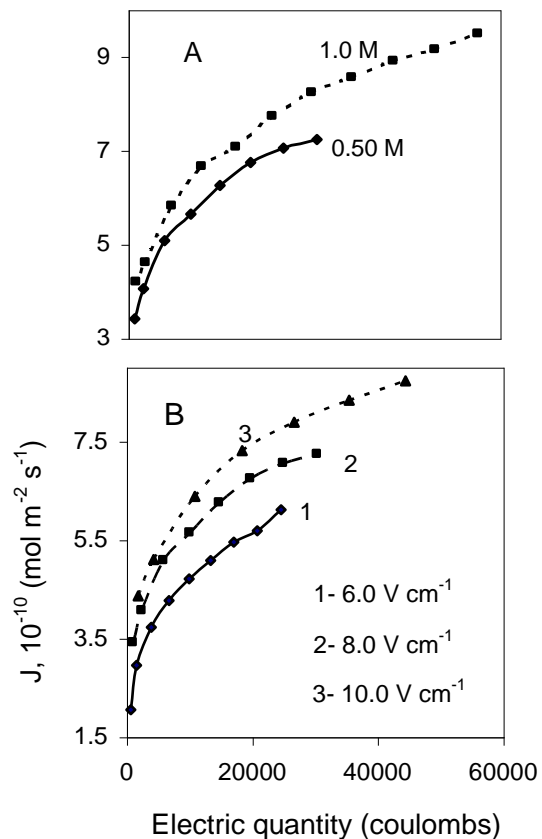 A
1.0 M
0.50 M
9
7
5
3
B
3
2
1
1- 6.0 V cm⁻¹
2- 8.0 V cm⁻¹
3- 10.0 V cm⁻¹
7.5
5.5
3.5
1.5
J, 10⁻¹⁰ (mol m⁻² s⁻¹)
0 20000 40000 60000
Electric quantity (coulombs)